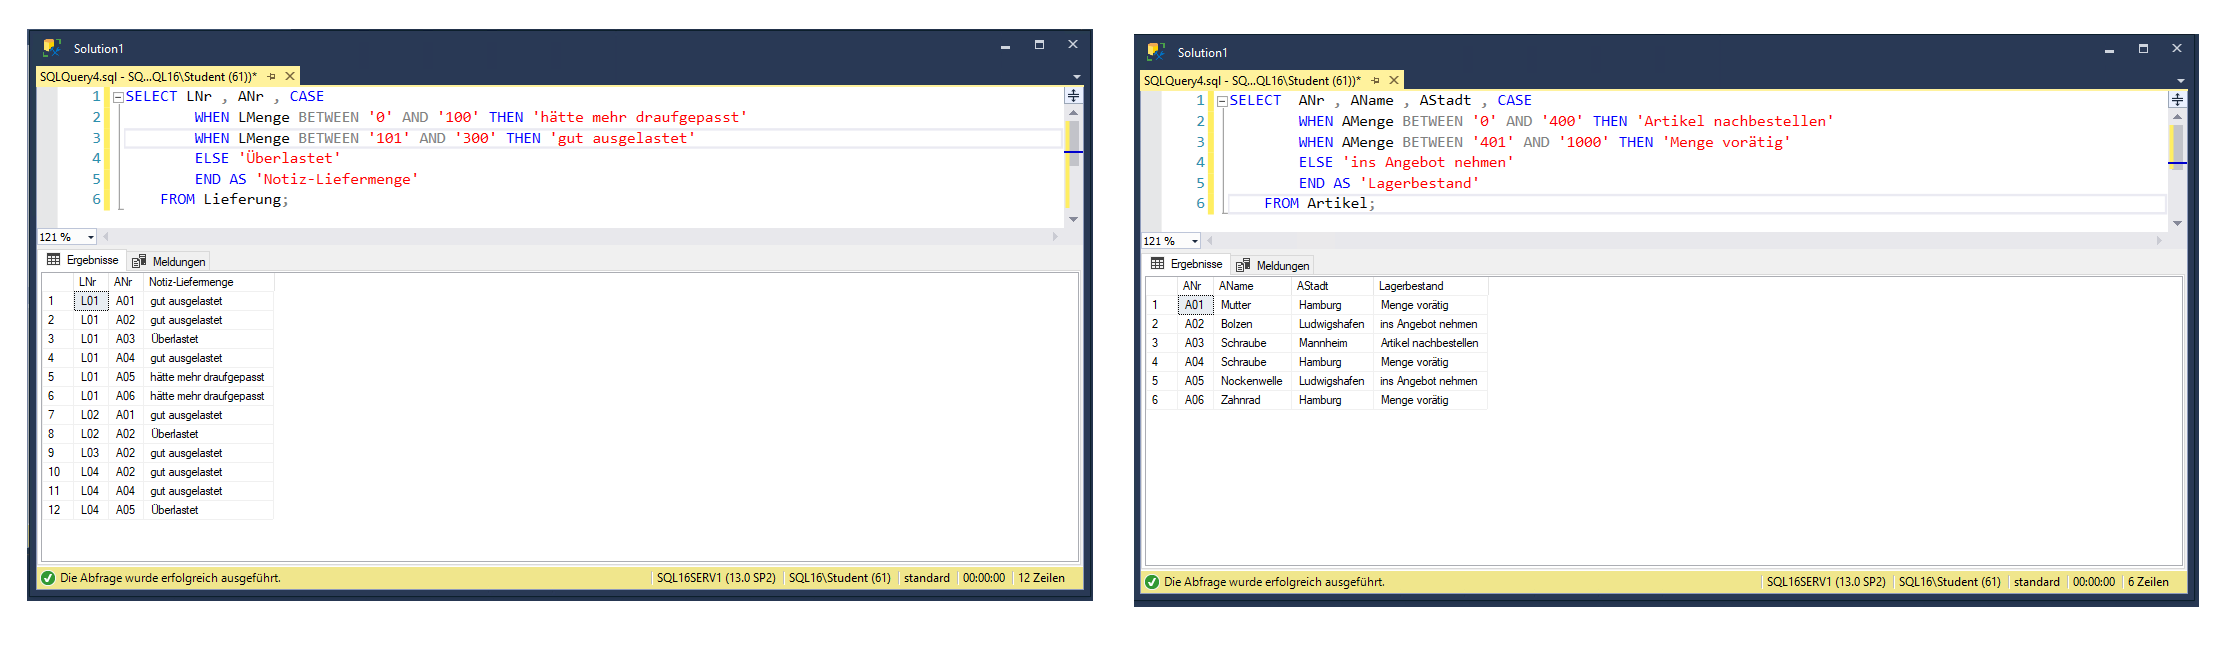 Solution1
SQLQuery4.sql - SQ...QL16\Student (61))*
1 SELECT LNr , ANr , CASE
2 WHEN LMenge BETWEEN '0' AND '100' THEN 'hätte mehr draufgepasst'
3 WHEN LMenge BETWEEN '101' AND '300' THEN 'gut ausgelastet'
4 ELSE 'Überlastet'
5 END AS 'Notiz-Liefermenge'
6 FROM Lieferung;
121 %
Ergebnisse Meldungen
LNr ANr Notiz-Liefermenge
1 L01 A01 gut ausgelastet
2 L01 A02 gut ausgelastet
3 L01 A03 Überlastet
4 L01 A04 gut ausgelastet
5 L01 A05 hätte mehr draufgepasst
6 L01 A06 hätte mehr draufgepasst
7 L02 A01 gut ausgelastet
8 L02 A02 Überlastet
9 L03 A02 gut ausgelastet
10 L04 A02 gut ausgelastet
11 L04 A04 gut ausgelastet
12 L04 A05 Überlastet
Die Abfrage wurde erfolgreich ausgeführt. SQL16SERV1 (13.0 SP2) SQL16\Student (61) standard 00:00:00 12 Zeilen
Solution1
SQLQuery4.sql - SQ...QL16\Student (61))*
1 SELECT ANr , AName , AStadt , CASE
2 WHEN AMenge BETWEEN '0' AND '400' THEN 'Artikel nachbestellen'
3 WHEN AMenge BETWEEN '401' AND '1000' THEN 'Menge vorätig'
4 ELSE 'ins Angebot nehmen'
5 END AS 'Lagerbestand'
6 FROM Artikel;
121 %
Ergebnisse Meldungen
ANr AName AStadt Lagerbestand
1 A01 Mutter Hamburg Menge vorätig
2 A02 Bolzen Ludwigshafen ins Angebot nehmen
3 A03 Schraube Mannheim Artikel nachbestellen
4 A04 Schraube Hamburg Menge vorätig
5 A05 Nockenwelle Ludwigshafen ins Angebot nehmen
6 A06 Zahnrad Hamburg Menge vorätig
Die Abfrage wurde erfolgreich ausgeführt. SQL16SERV1 (13.0 SP2) SQL16\Student (61) standard 00:00:00 6 Zeilen